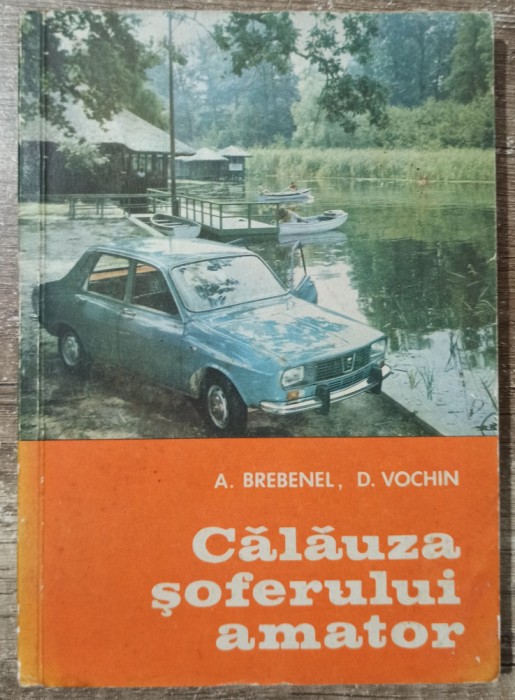 A. BREBENEL, D. VOCHIN
Călăuza
şoferului
amator